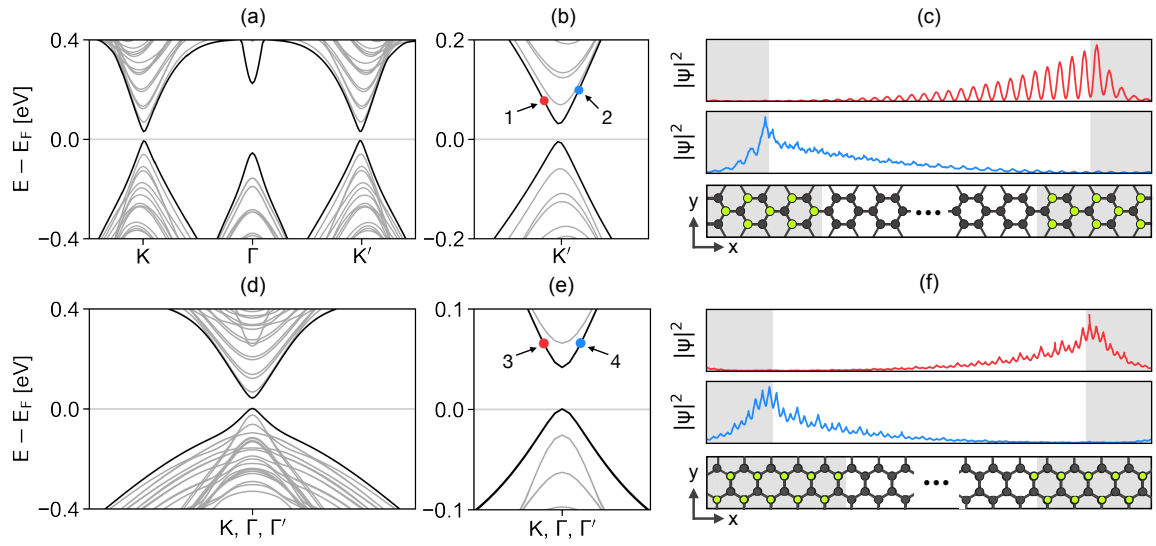 (a)
(b)
(c)
E − E_F [eV]
0.4
0.0
−0.4
K
Γ
K′
0.2
0.0
−0.2
1
2
K′
|ψ|²
|ψ|²
y
x
(d)
(e)
(f)
E − E_F [eV]
0.4
0.0
−0.4
K, Γ, Γ′
0.1
0.0
−0.1
3
4
K, Γ, Γ′
|ψ|²
|ψ|²
y
x